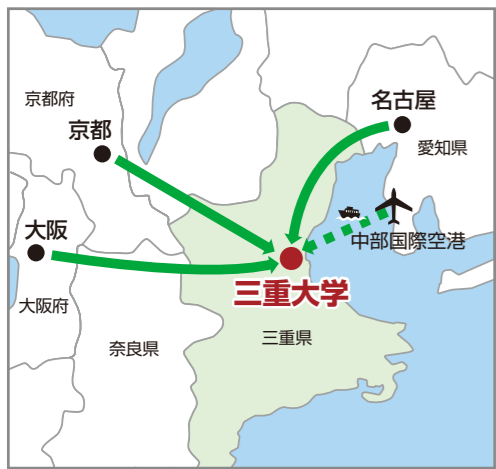 名古屋
京都府
京都
愛知県
大阪
中部国際空港
三重大学
大阪府
三重県
奈良県